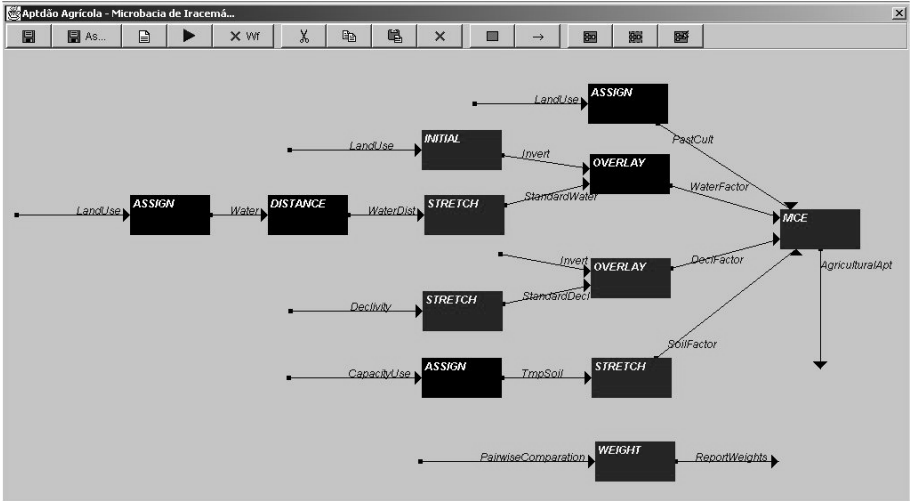 Aptdão Agrícola - Microbacia de Iracemá...
As...
Wf
LandUse
ASSIGN
PastCult
LandUse
INITIAL
Invert
OVERLAY
WaterFactor
StandardWater
LandUse
ASSIGN
Water
DISTANCE
WaterDist
STRETCH
MCE
AgriculturalApt
Invert
OVERLAY
DeclFactor
StandardDecl
Declivity
STRETCH
SoilFactor
CapacityUse
ASSIGN
TmpSoil
STRETCH
PairwiseComparation
WEIGHT
ReportWeights